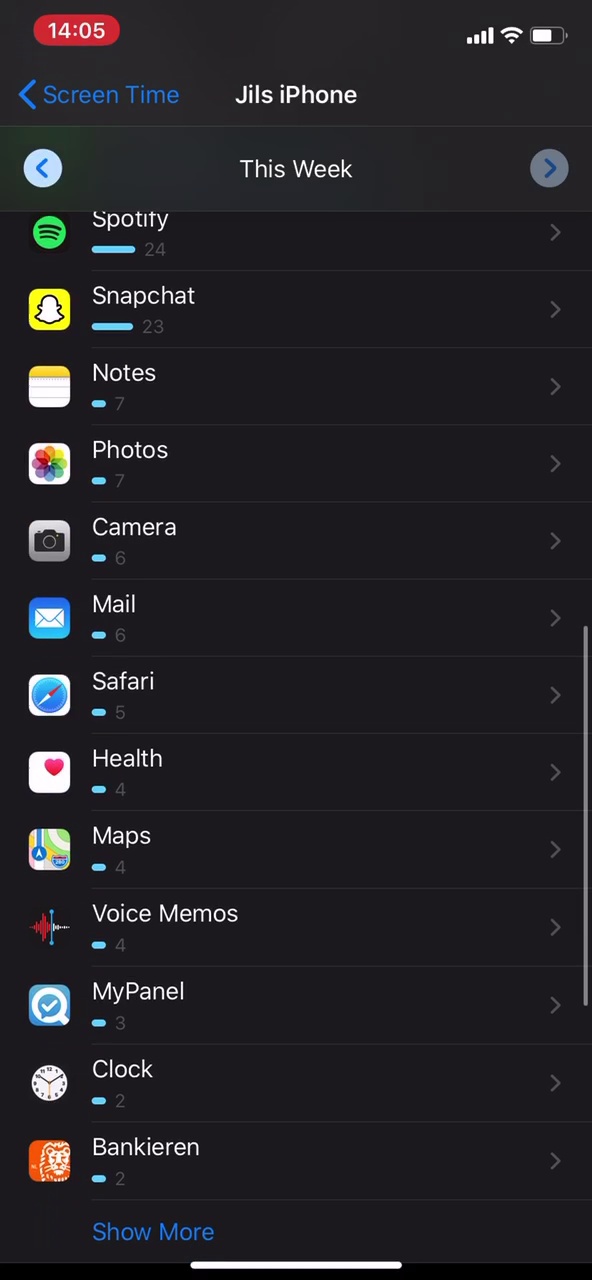 14:05
Screen Time
Jils iPhone
This Week
Spotify
24
Snapchat
23
Notes
7
Photos
7
Camera
6
Mail
6
Safari
5
Health
4
Maps
4
Voice Memos
4
MyPanel
3
Clock
2
Bankieren
2
Show More